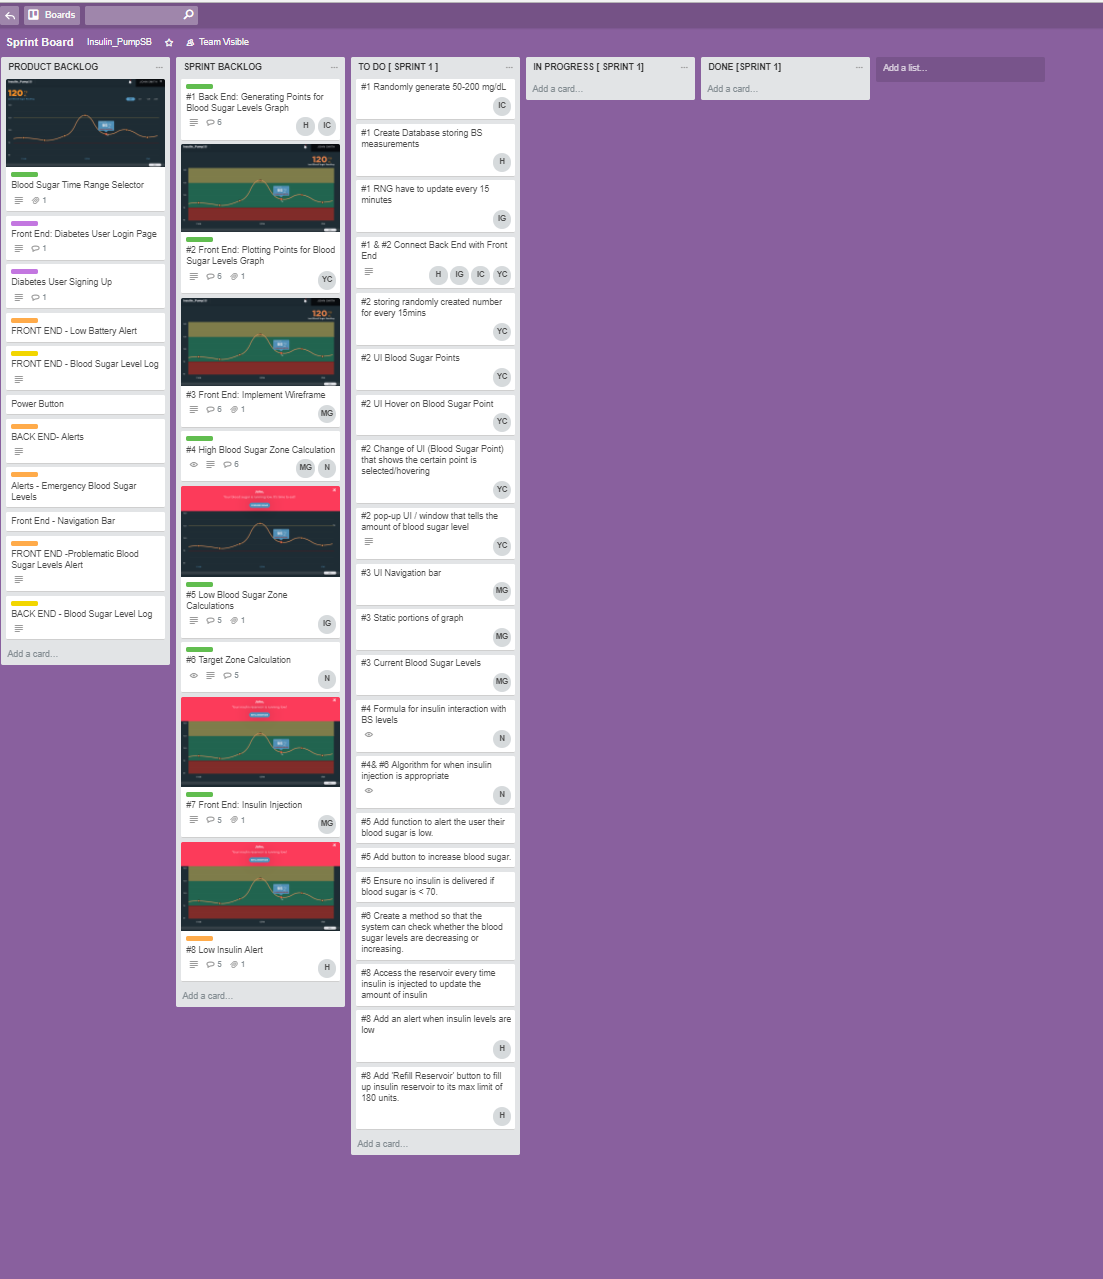 Boards
Sprint Board
Insulin_PumpSB
Team Visible
PRODUCT BACKLOG
Insulin_Pump
120
Blood Sugar Time Range Selector
1
Front End: Diabetes User Login Page
1
Diabetes User Signing Up
1
FRONT END - Low Battery Alert
FRONT END - Blood Sugar Level Log
Power Button
BACK END- Alerts
Alerts - Emergency Blood Sugar
Levels
Front End - Navigation Bar
FRONT END -Problematic Blood
Sugar Levels Alert
BACK END - Blood Sugar Level Log
Add a card...
SPRINT BACKLOG
#1 Back End: Generating Points for
Blood Sugar Levels Graph
6
H
IC
120
#2 Front End: Plotting Points for Blood
Sugar Levels Graph
6
1
YC
120
#3 Front End: Implement Wireframe
6
1
MG
#4 High Blood Sugar Zone Calculation
6
MG
N
#5 Low Blood Sugar Zone
Calculations
5
1
IG
#6 Target Zone Calculation
5
N
#7 Front End: Insulin Injection
5
1
MG
#8 Low Insulin Alert
5
1
H
Add a card...
TO DO [ SPRINT 1 ]
#1 Randomly generate 50-200 mg/dL
IC
#1 Create Database storing BS
measurements
H
#1 RNG have to update every 15
minutes
IG
#1 & #2 Connect Back End with Front
End
H
IG
IC
YC
#2 storing randomly created number
for every 15mins
YC
#2 UI Blood Sugar Points
YC
#2 UI Hover on Blood Sugar Point
YC
#2 Change of UI (Blood Sugar Point)
that shows the certain point is
selected/hovering
YC
#2 pop-up UI / window that tells the
amount of blood sugar level
YC
#3 UI Navigation bar
MG
#3 Static portions of graph
MG
#3 Current Blood Sugar Levels
MG
#4 Formula for insulin interaction with
BS levels
N
#4& #6 Algorithm for when insulin
injection is appropriate
N
#5 Add function to alert the user their
blood sugar is low.
#5 Add button to increase blood sugar.
#5 Ensure no insulin is delivered if
blood sugar is < 70.
#6 Create a method so that the
system can check whether the blood
sugar levels are decreasing or
increasing.
#8 Access the reservoir every time
insulin is injected to update the
amount of insulin
#8 Add an alert when insulin levels are
low
H
#8 Add 'Refill Reservoir' button to fill
up insulin reservoir to its max limit of
180 units.
H
Add a card...
IN PROGRESS [ SPRINT 1]
Add a card...
DONE [SPRINT 1]
Add a card...
Add a list...